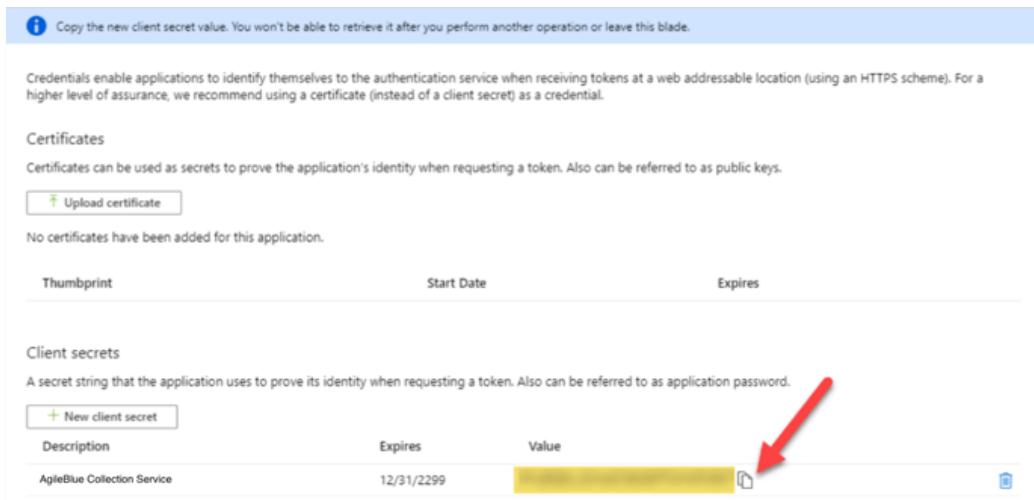 Copy the new client secret value. You won't be able to retrieve it after you perform another operation or leave this blade.
Credentials enable applications to identify themselves to the authentication service when receiving tokens at a web addressable location (using an HTTPS scheme). For a
higher level of assurance, we recommend using a certificate (instead of a client secret) as a credential.
Certificates
Certificates can be used as secrets to prove the application's identity when requesting a token. Also can be referred to as public keys.
Upload certificate
No certificates have been added for this application.
Thumbprint Start Date Expires
Client secrets
A secret string that the application uses to prove its identity when requesting a token. Also can be referred to as application password.
New client secret
Description Expires Value
AgileBlue Collection Service 12/31/2299